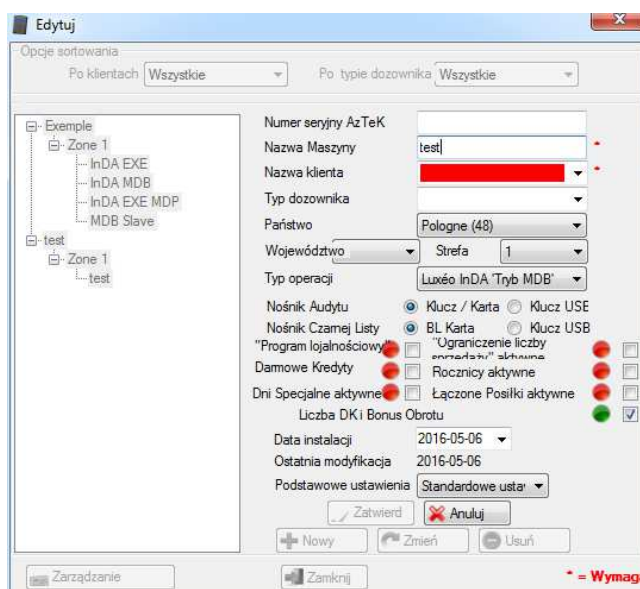 Edytuj
Opcje sortowania
Po klientach Wszystkie Po typie dozownika Wszystkie
Exemple
Zone 1
InDA EXE
InDA MDB
InDA EXE MDP
MDB Slave
test
Zone 1
test
Numer seryjny AzTeK
Nazwa Maszyny test *
Nazwa klienta *
Typ dozownika
Państwo Pologne (48)
Województwo Strefa 1
Typ operacji Luxéo InDA 'Tryb MDB'
Nośnik Audytu Klucz / Karta Klucz USE
Nośnik Czarnej Listy BL Karta Klucz USB
"Program lojalnościowy" "Ograniczenie liczby
sprzedaży" aktywne
Darmowe Kredyty Rocznicy aktywne
Dni Specjalne aktywne Łączone Posiłki aktywne
Liczba DK i Bonus Obrotu
Data instalacji 2016-05-06
Ostatnia modyfikacja 2016-05-06
Podstawowe ustawienia Standardowe usta
Zatwierd Anuluj
Nowy Zmień Usuń
Zarządzanie Zamknij * = Wymaga